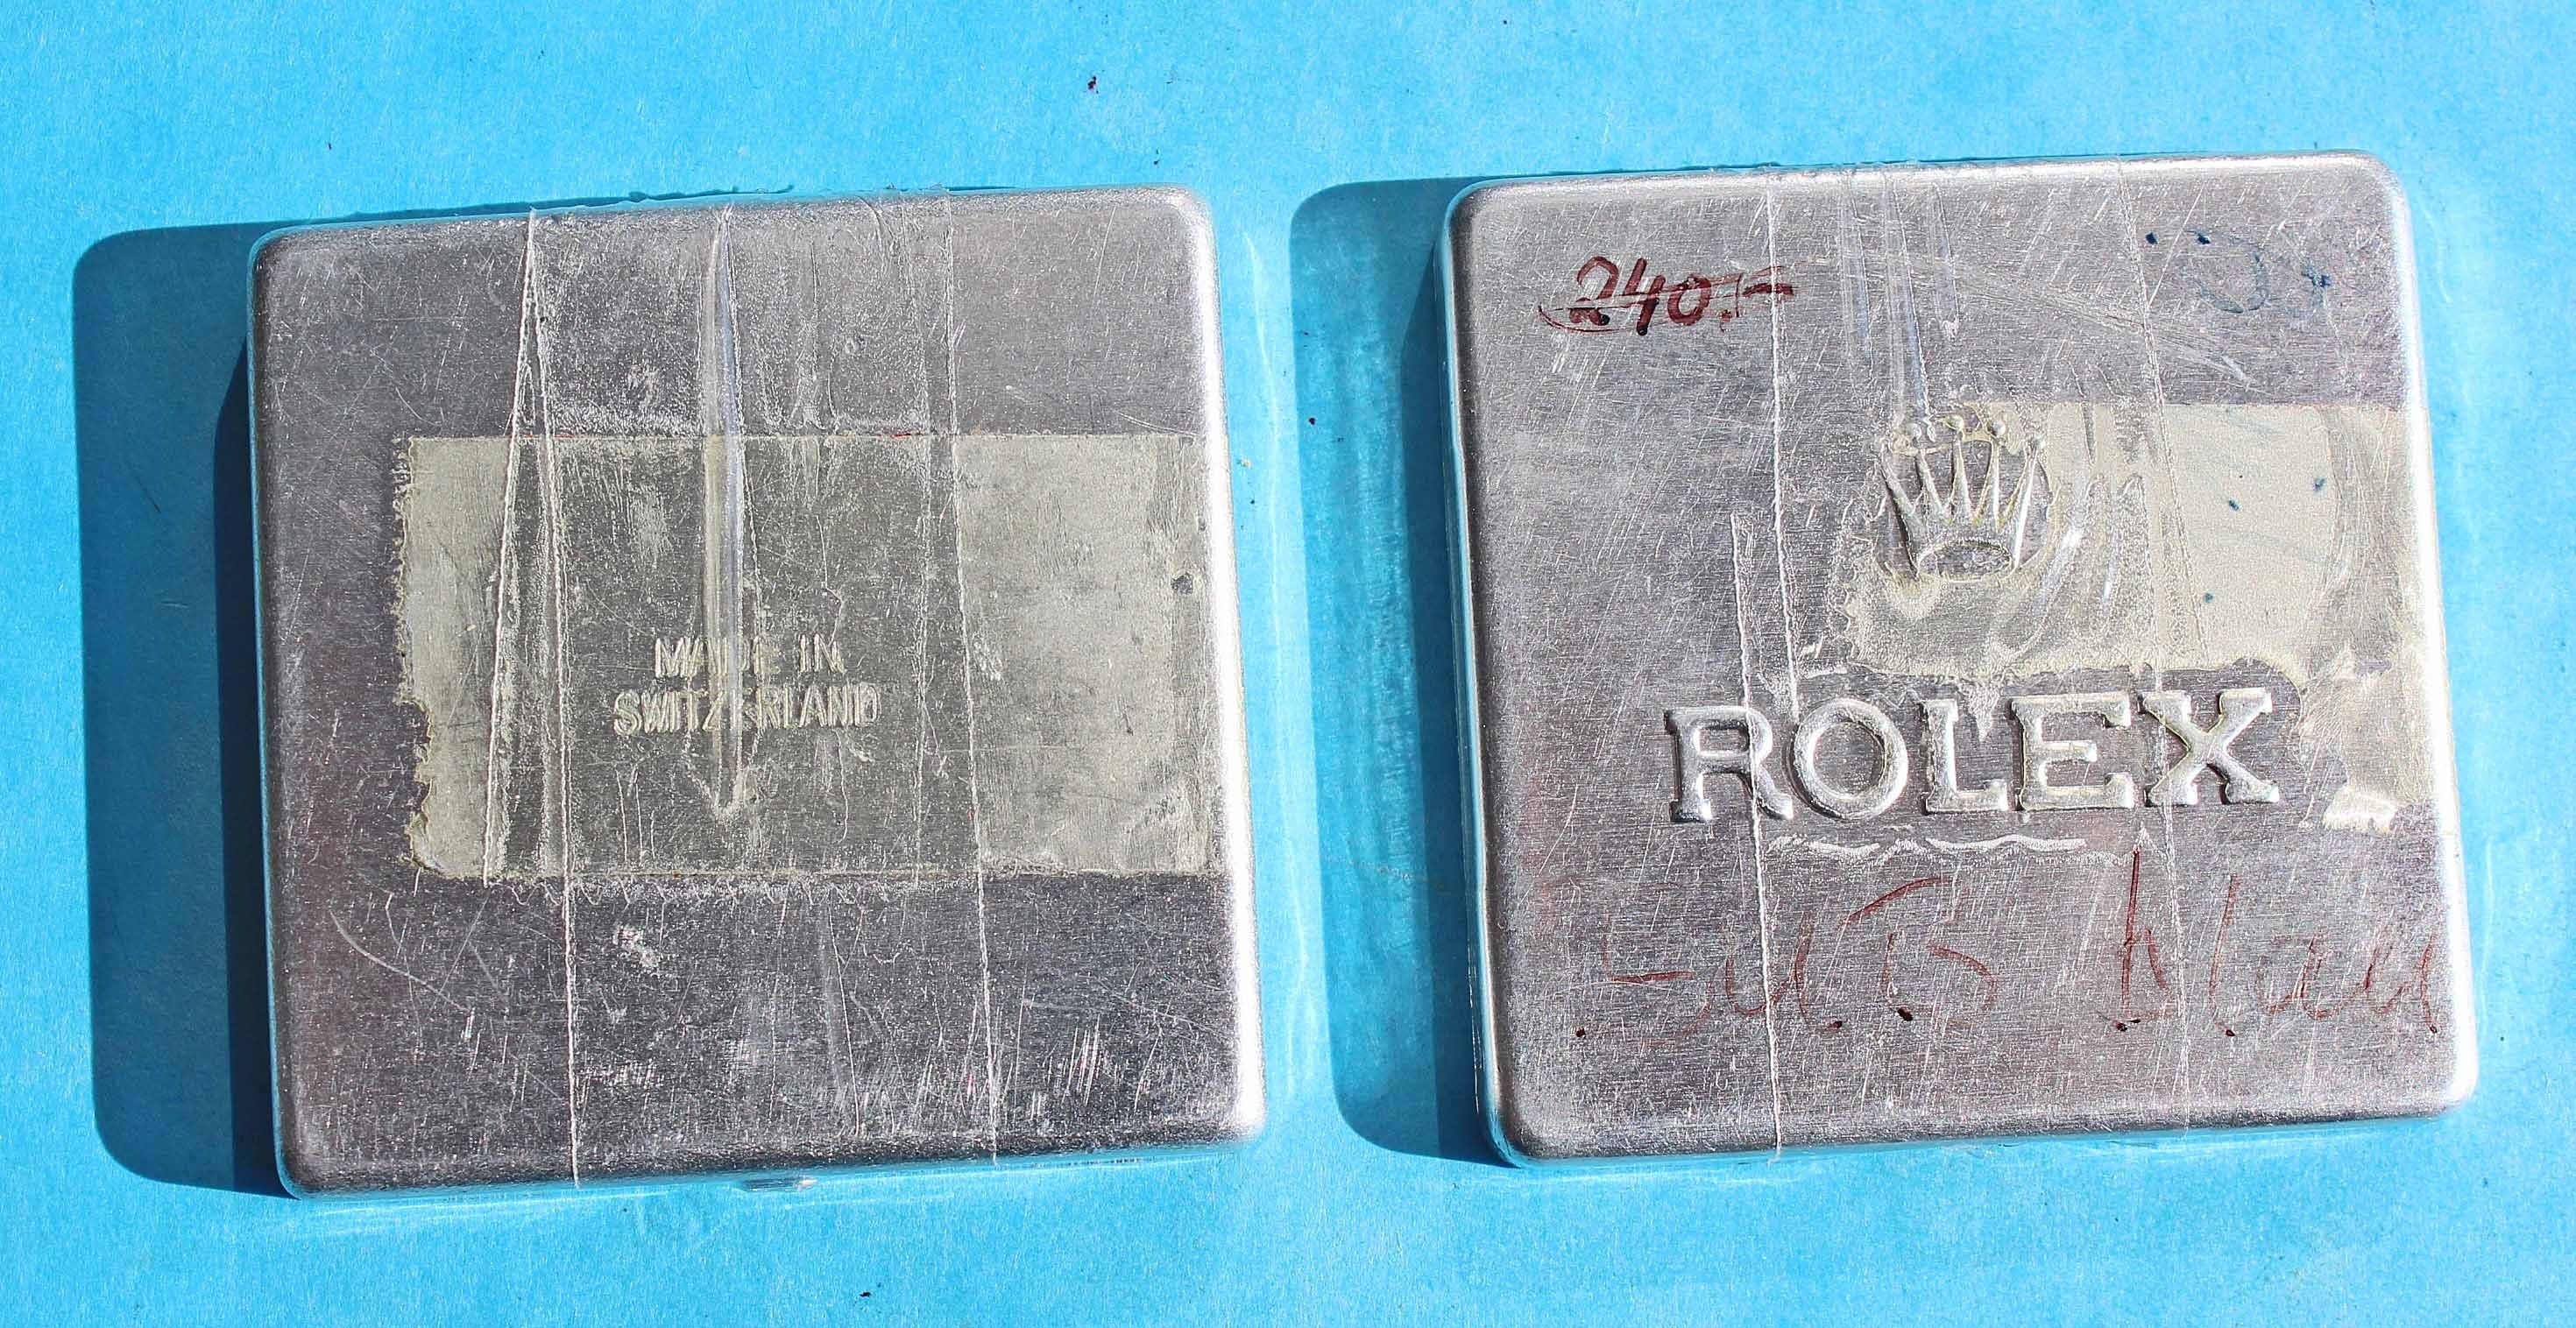 MADE IN
SWITZERLAND
240.-
ROLEX